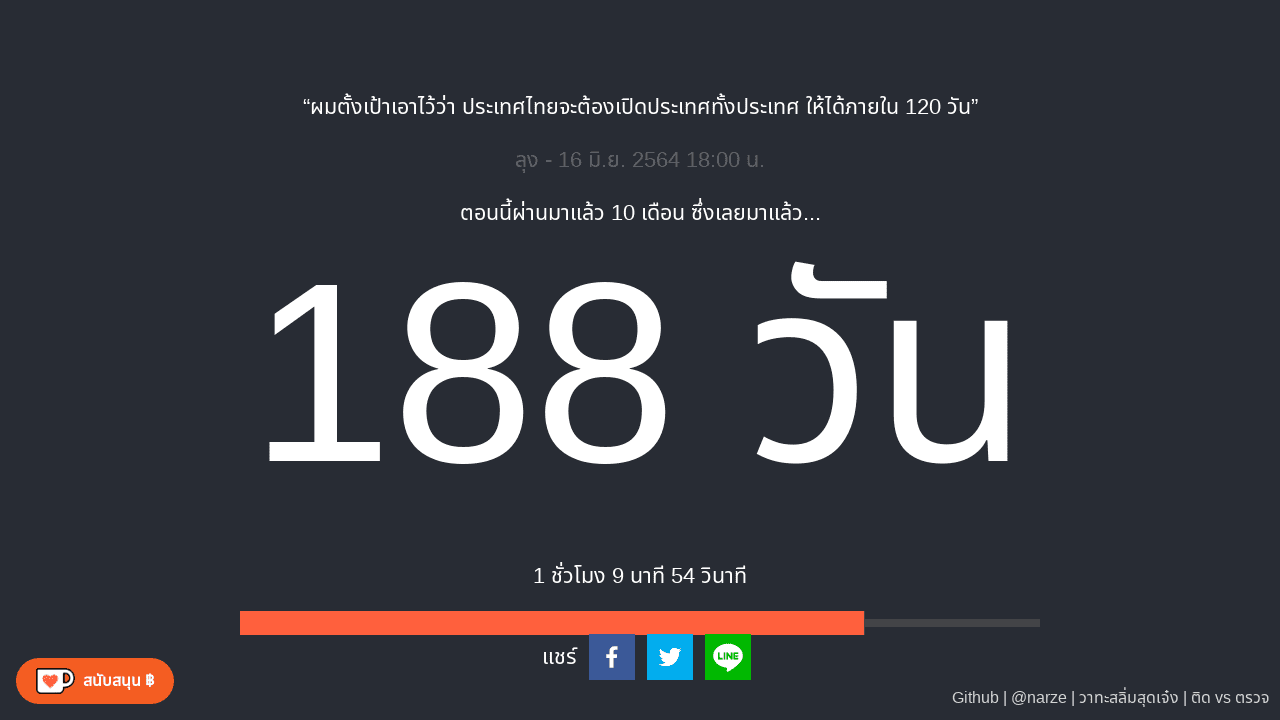 “ผมตั้งเป้าเอาไว้ว่า ประเทศไทยจะต้องเปิดประเทศทั้งประเทศ ให้ได้ภายใน 120 วัน”
ลุง - 16 มิ.ย. 2564 18:00 น.
ตอนนี้ผ่านมาแล้ว 10 เดือน ซึ่งเลยมาแล้ว...
188 วัน
1 ชั่วโมง 9 นาที 54 วินาที
แชร์
LINE
สนับสนุน ฿
Github | @narze | วาทะสลิ่มสุดเจ๋ง | ติด vs ตรวจ